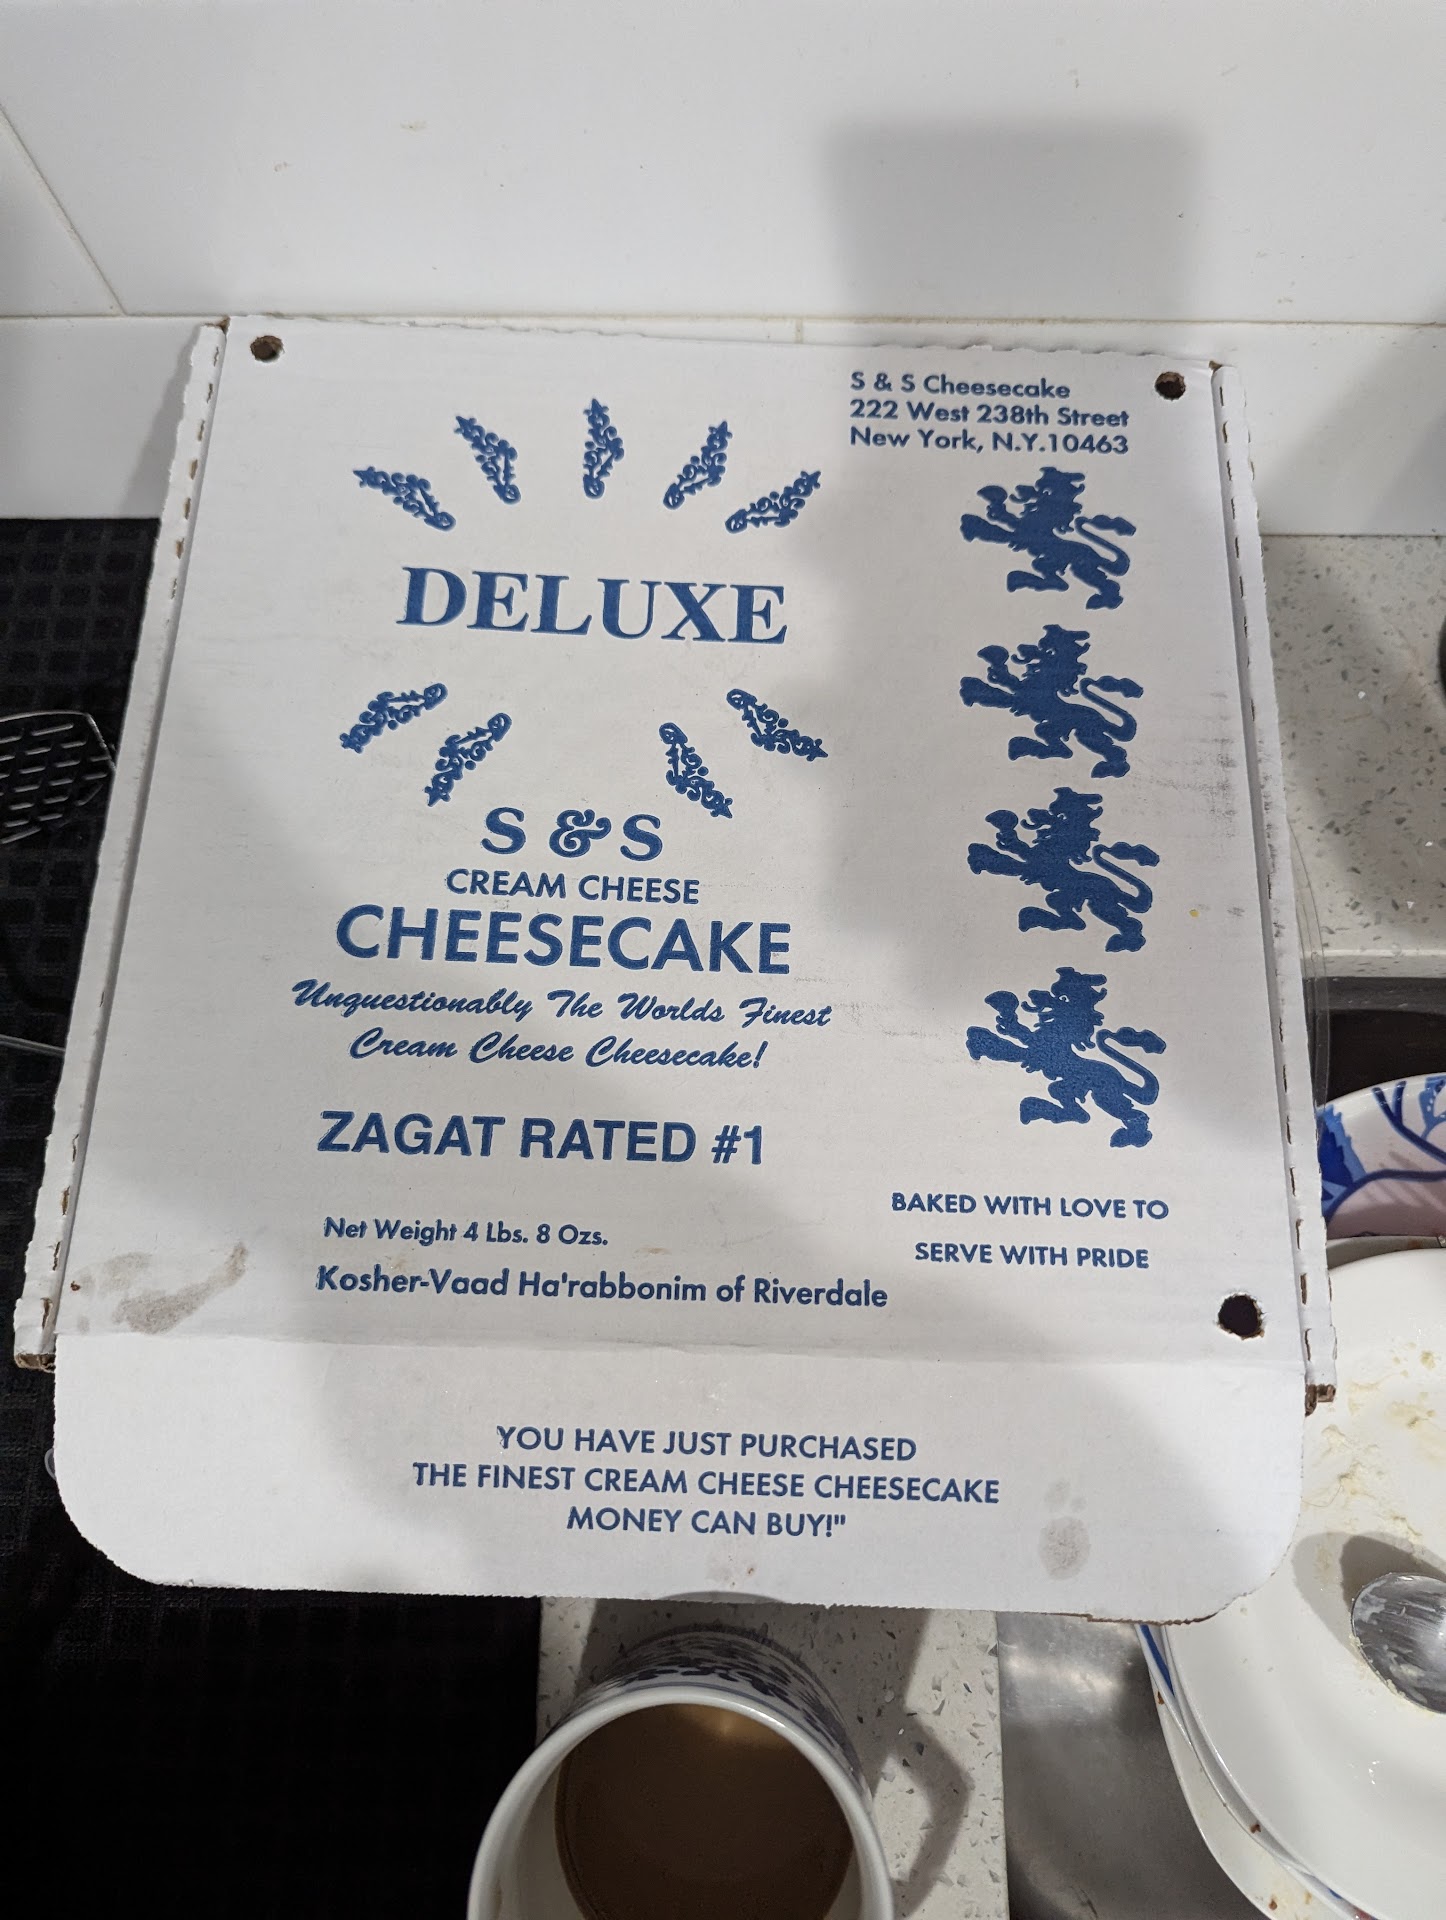 S & S Cheesecake
222 West 238th Street
New York, N.Y.10463
DELUXE
S & S
CREAM CHEESE
CHEESECAKE
Unquestionably The Worlds Finest
Cream Cheese Cheesecake!
ZAGAT RATED #1
Net Weight 4 Lbs. 8 Ozs.
Kosher-Vaad Ha'rabbonim of Riverdale
BAKED WITH LOVE TO
SERVE WITH PRIDE
YOU HAVE JUST PURCHASED
THE FINEST CREAM CHEESE CHEESECAKE
MONEY CAN BUY!"